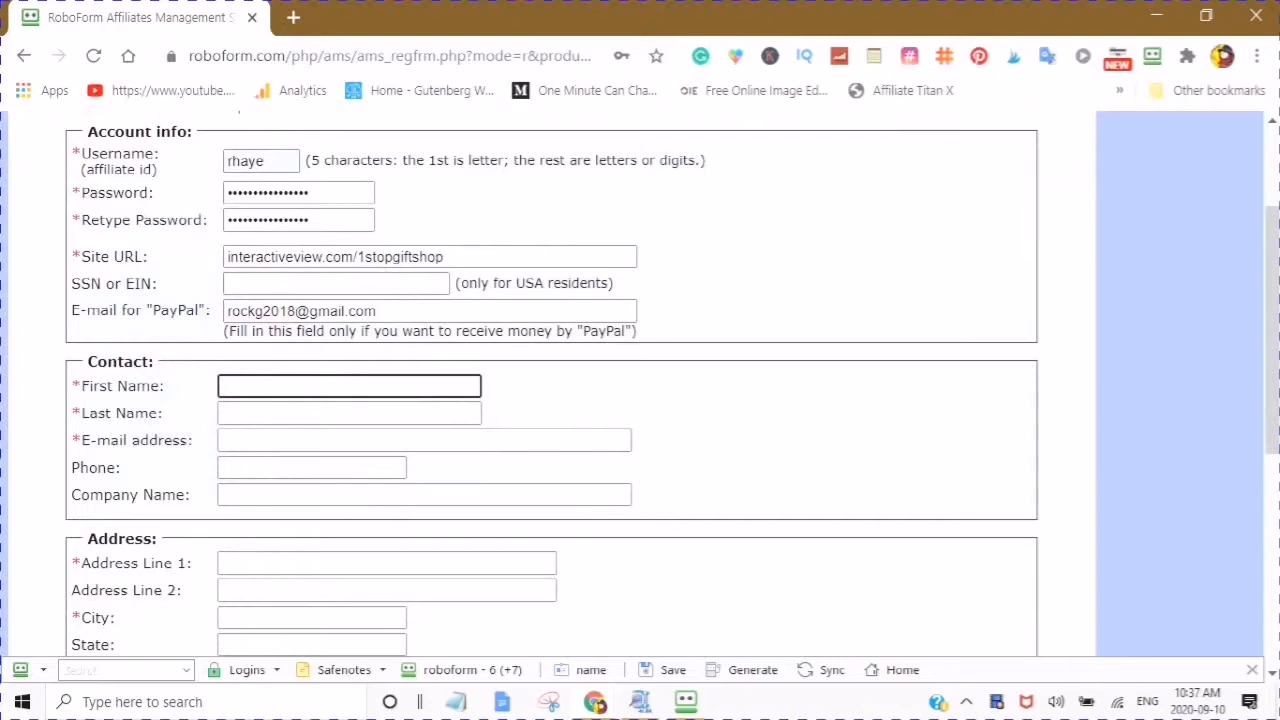 RoboForm Affiliates Management S
roboform.com/php/ams/ams_regfrm.php?mode=r&produ...
NEW
Apps
https://www.youtube....
Analytics
Home - Gutenberg W...
One Minute Can Cha...
Free Online Image Ed...
Affiliate Titan X
»
Other bookmarks
Account info:
*Username: rhaye (5 characters: the 1st is letter; the rest are letters or digits.)
(affiliate id)
*Password: ••••••••••••••••
*Retype Password: ••••••••••••••••
*Site URL: interactiveview.com/1stopgiftshop
SSN or EIN: (only for USA residents)
E-mail for "PayPal": rockg2018@gmail.com
(Fill in this field only if you want to receive money by "PayPal")
Contact:
*First Name:
*Last Name:
*E-mail address:
Phone:
Company Name:
Address:
*Address Line 1:
Address Line 2:
*City:
State:
Search
Logins
Safenotes
roboform - 6 (+7)
name
Save
Generate
Sync
Home
Type here to search
ENG
10:37 AM
2020-09-10